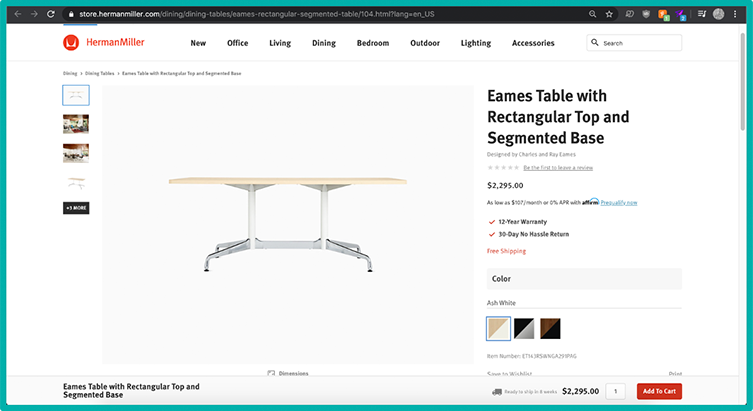 store.hermanmiller.com/dining/dining-tables/eames-rectangular-segmented-table/104.html?lang=en_US
HermanMiller
New Office Living Dining Bedroom Outdoor Lighting Accessories
Search
Dining › Dining Tables › Eames Table with Rectangular Top and Segmented Base
Eames Table with
Rectangular Top and
Segmented Base
Designed by Charles and Ray Eames
Be the first to leave a review
$2,295.00
As low as $107/month or 0% APR with affirm Prequalify now
12-Year Warranty
30-Day No Hassle Return
Free Shipping
+3 MORE
Color
Ash White
Item Number: ET143RSWNGA291PAG
Dimensions
Save to Wishlist
Print
Eames Table with Rectangular Top and
Segmented Base
Ready to ship in 8 weeks $2,295.00 1 Add To Cart